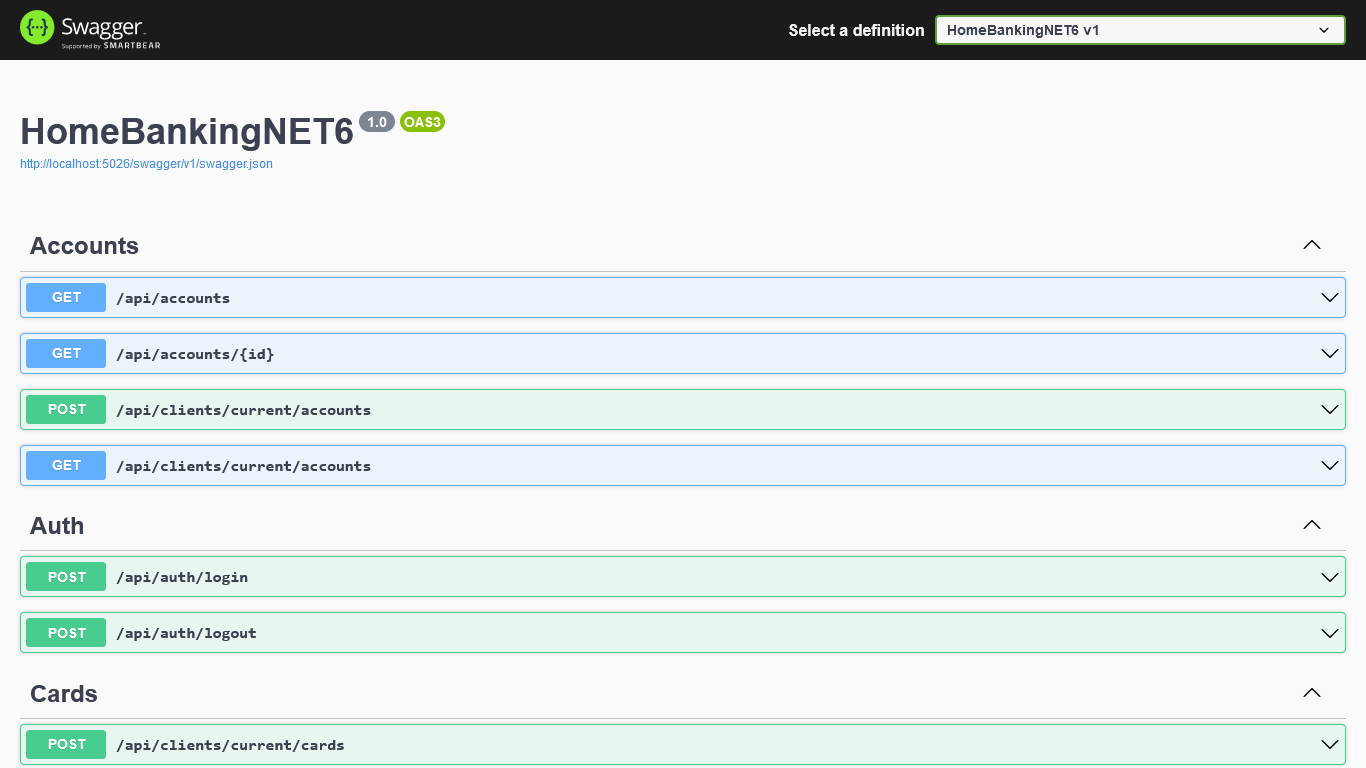 {···} Swagger
Supported by SMARTBEAR
Select a definition
HomeBankingNET6 v1
HomeBankingNET6 1.0 OAS3
http://localhost:5026/swagger/v1/swagger.json
Accounts
GET /api/accounts
GET /api/accounts/{id}
POST /api/clients/current/accounts
GET /api/clients/current/accounts
Auth
POST /api/auth/login
POST /api/auth/logout
Cards
POST /api/clients/current/cards